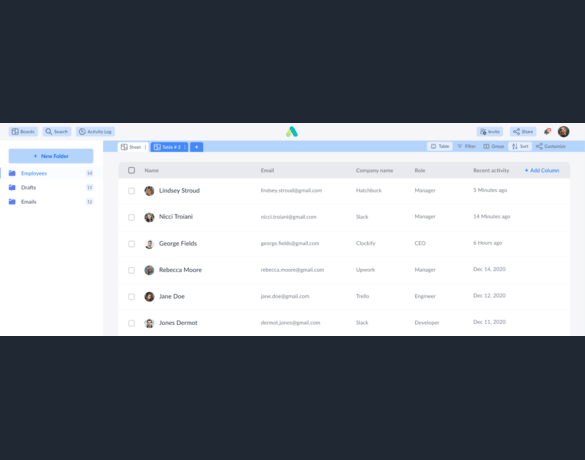 Boards Search Activity Log Invite Share
Sheet Table # 2 + Table Filter Group Sort Customize
+ New Folder
Employees
Drafts
Emails
Name Email Company name Role Recent activity + Add Column
Lindsey Stroud lindsey.stroud@gmail.com Hatchbuck Manager 5 Minutes ago
Nicci Troiani nicci.troiani@gmail.com Slack Manager 14 Minutes ago
George Fields george.fields@gmail.com Clockify CEO 6 Hours ago
Rebecca Moore rebecca.moore@gmail.com Upwork Manager Dec 14, 2020
Jane Doe jane.doe@gmail.com Trello Engineer Dec 12, 2020
Jones Dermot dermot.jones@gmail.com Slack Developer Dec 11, 2020